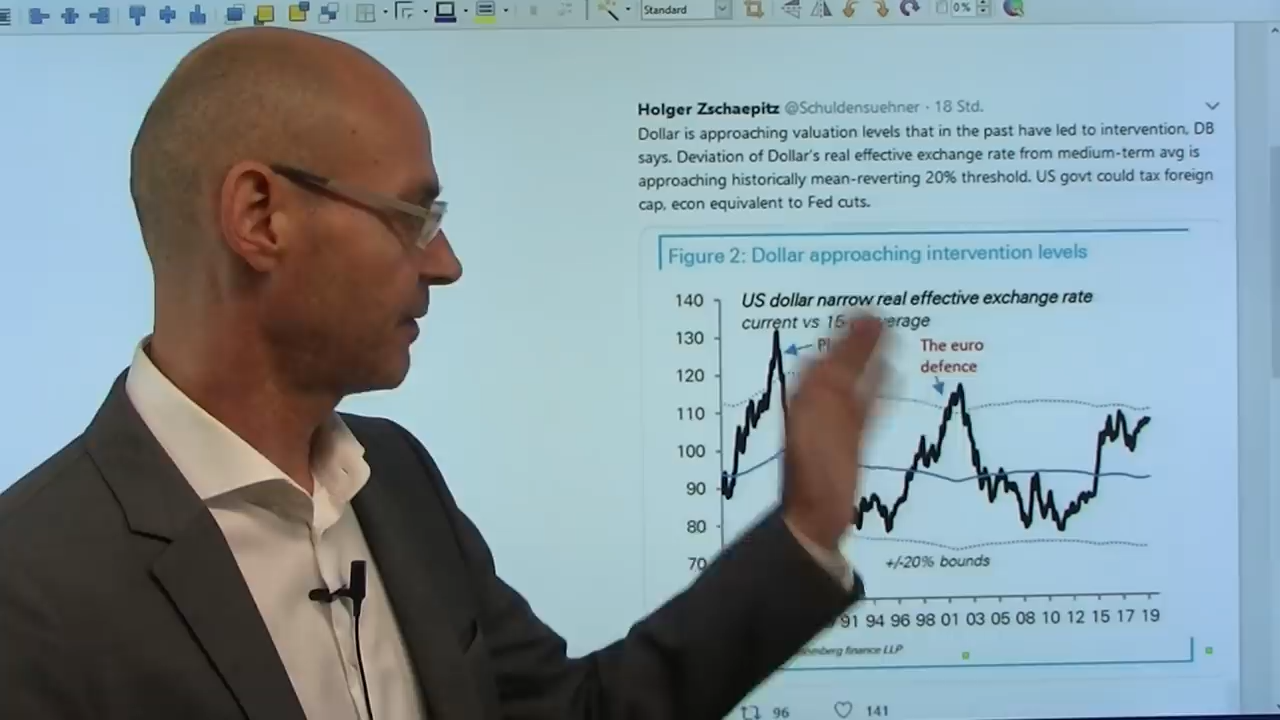 Standard
0%
Holger Zschaepitz @Schuldensuehner · 18 Std.
Dollar is approaching valuation levels that in the past have led to intervention, DB
says. Deviation of Dollar's real effective exchange rate from medium-term avg is
approaching historically mean-reverting 20% threshold. US govt could tax foreign
cap, econ equivalent to Fed cuts.
Figure 2: Dollar approaching intervention levels
140
US dollar narrow real effective exchange rate
current vs
130
The euro
defence
120
110
100
90
80
70
+/-20% bounds
91 94 96 98 01 03 05 08 10 12 15 17 19
finance LLP
96
141